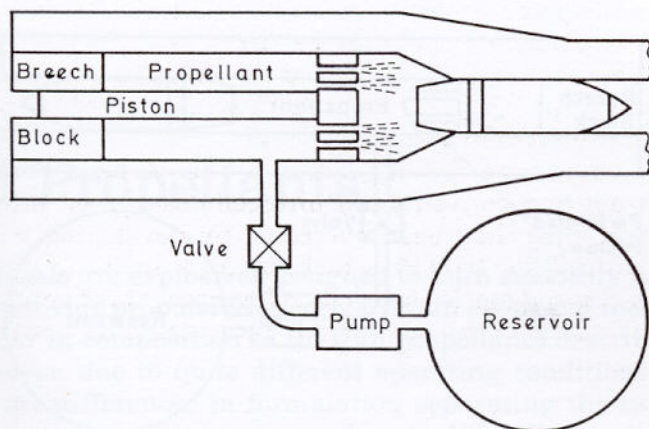 Breech
Propellant
Piston
Block
Valve
Pump
Reservoir